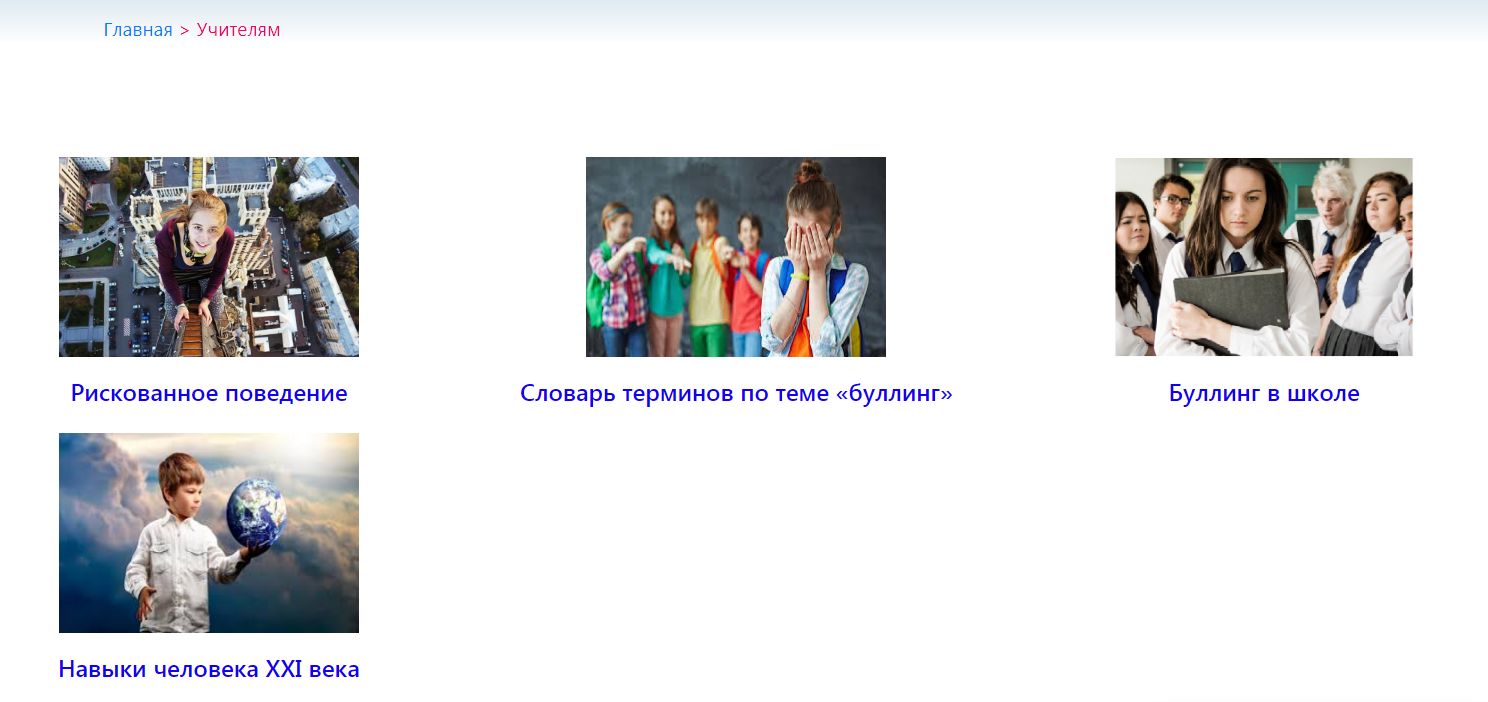 Главная > Учителям
Рискованное поведение
Словарь терминов по теме «буллинг»
Буллинг в школе
Навыки человека XXI века